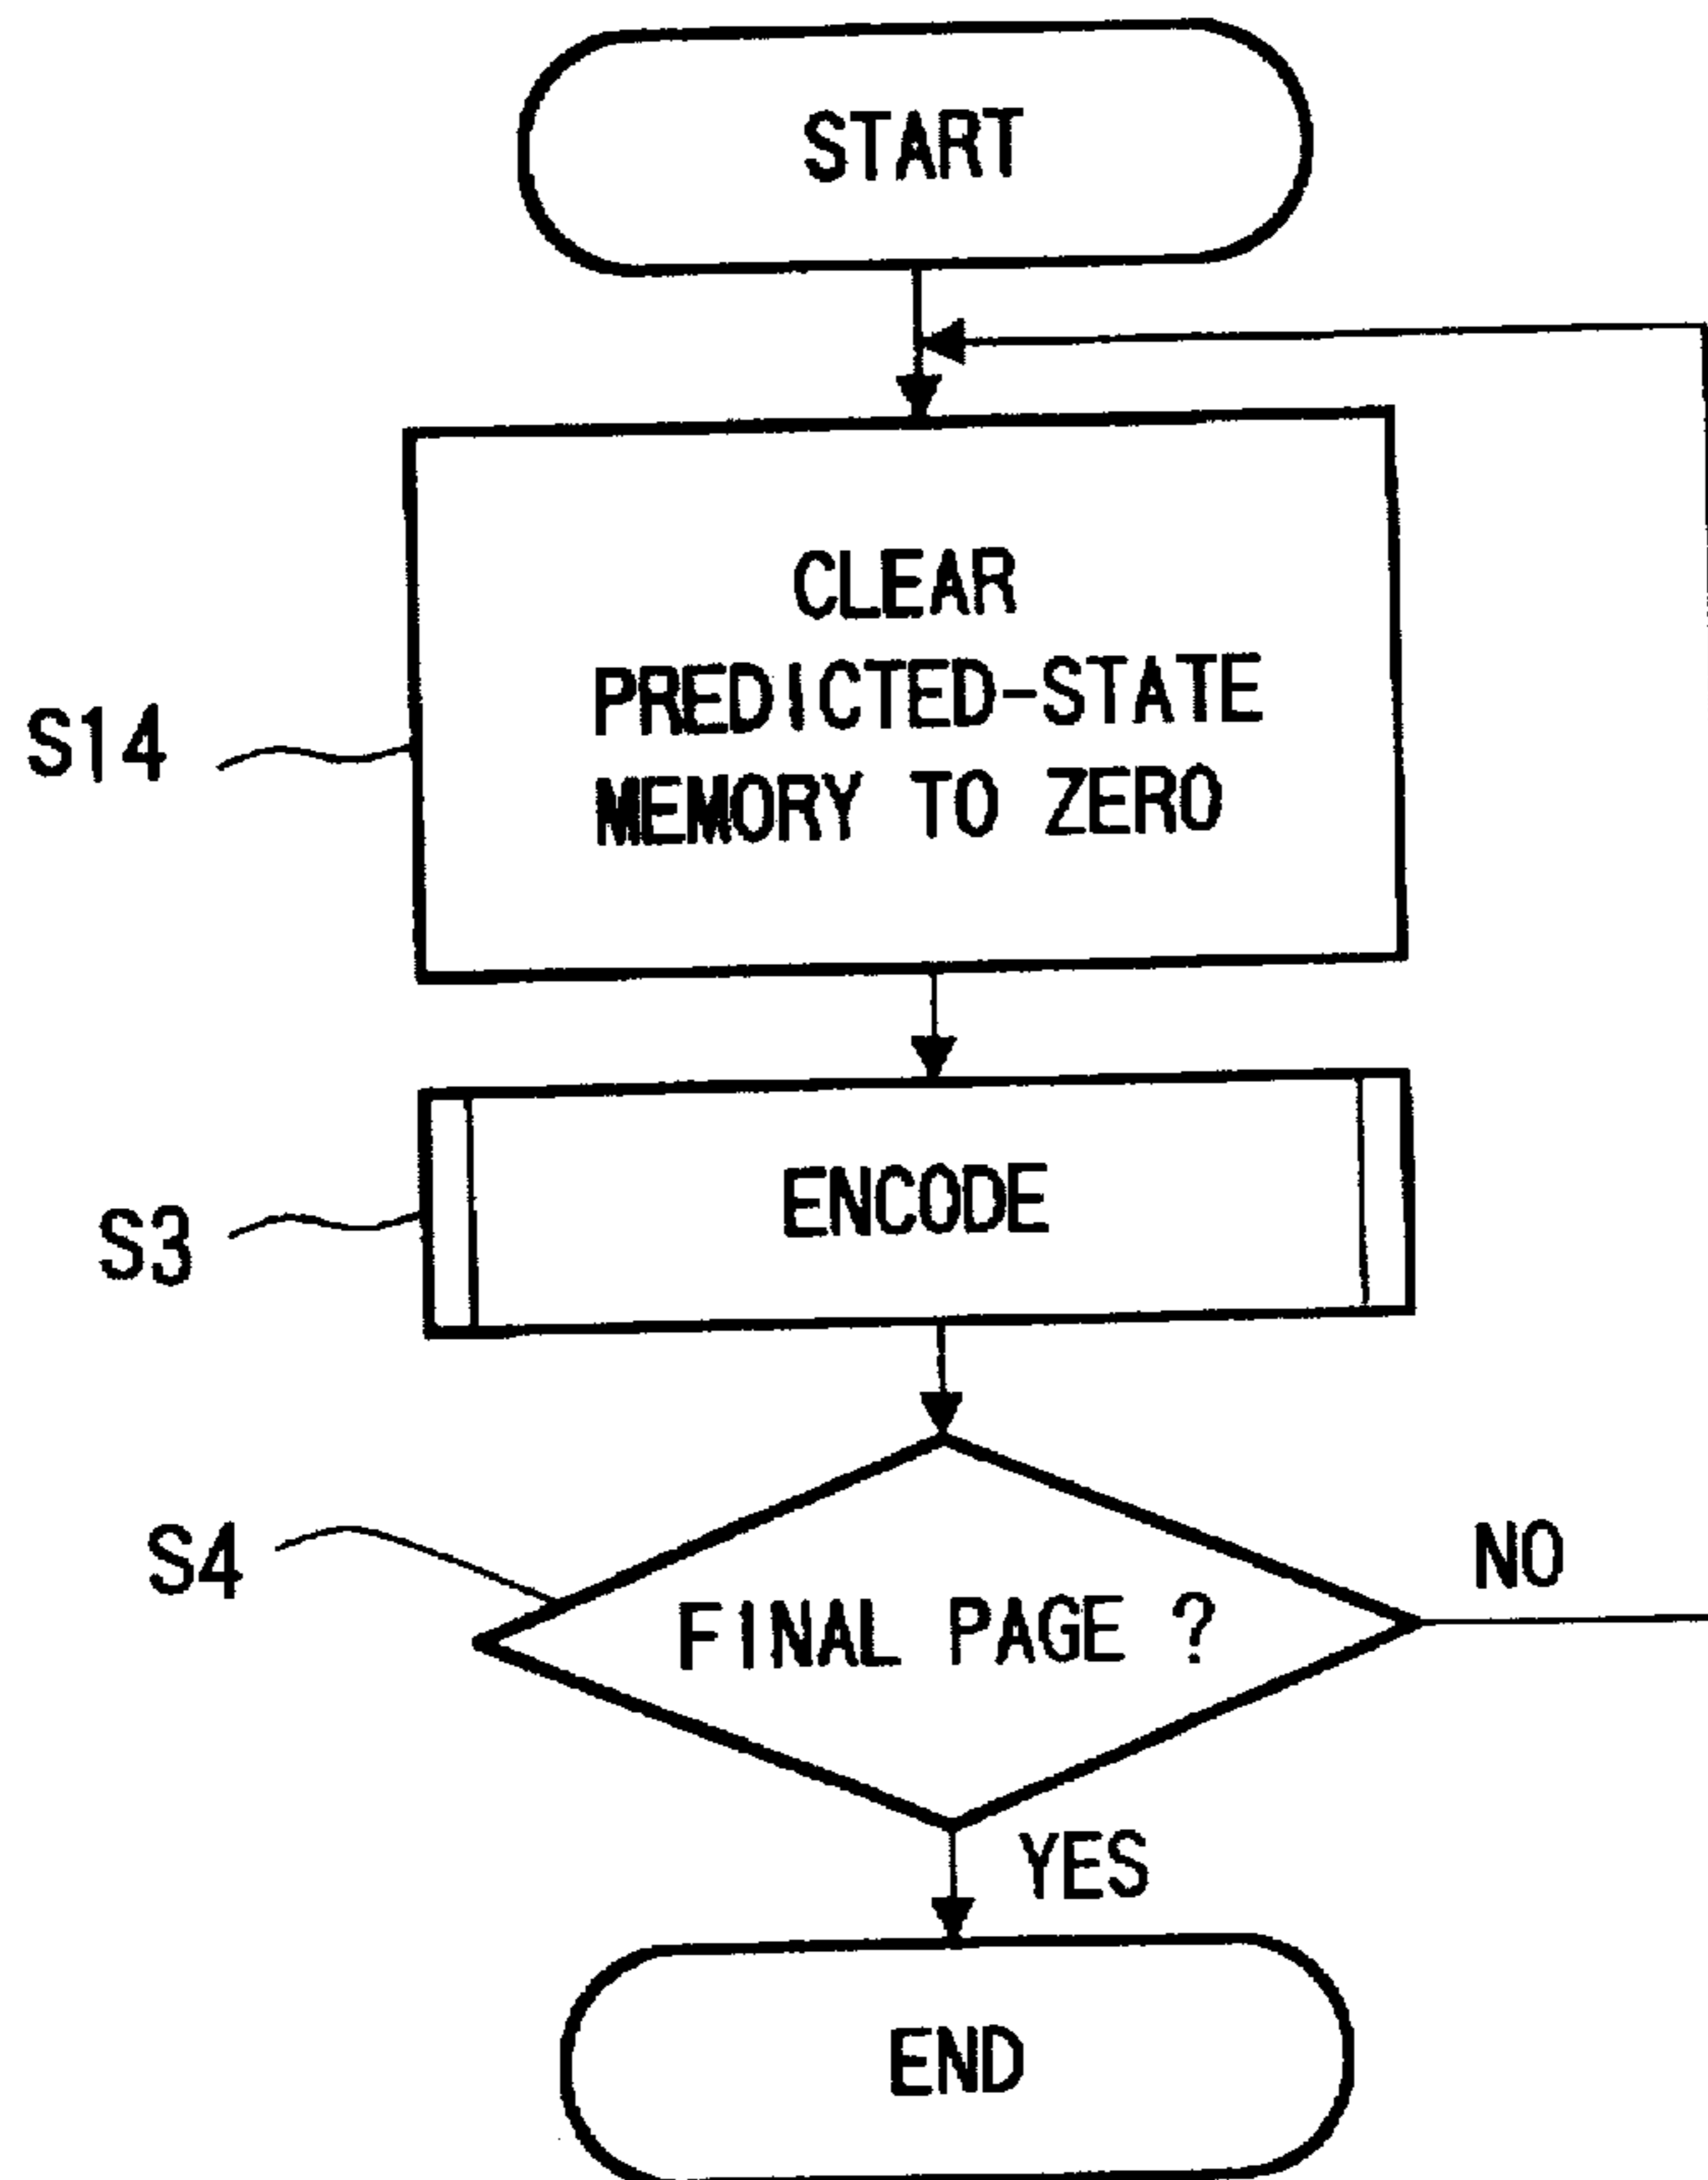 START
CLEAR
PREDICTED-STATE
MEMORY TO ZERO
S14
ENCODE
S3
S4
FINAL PAGE ?
NO
YES
END